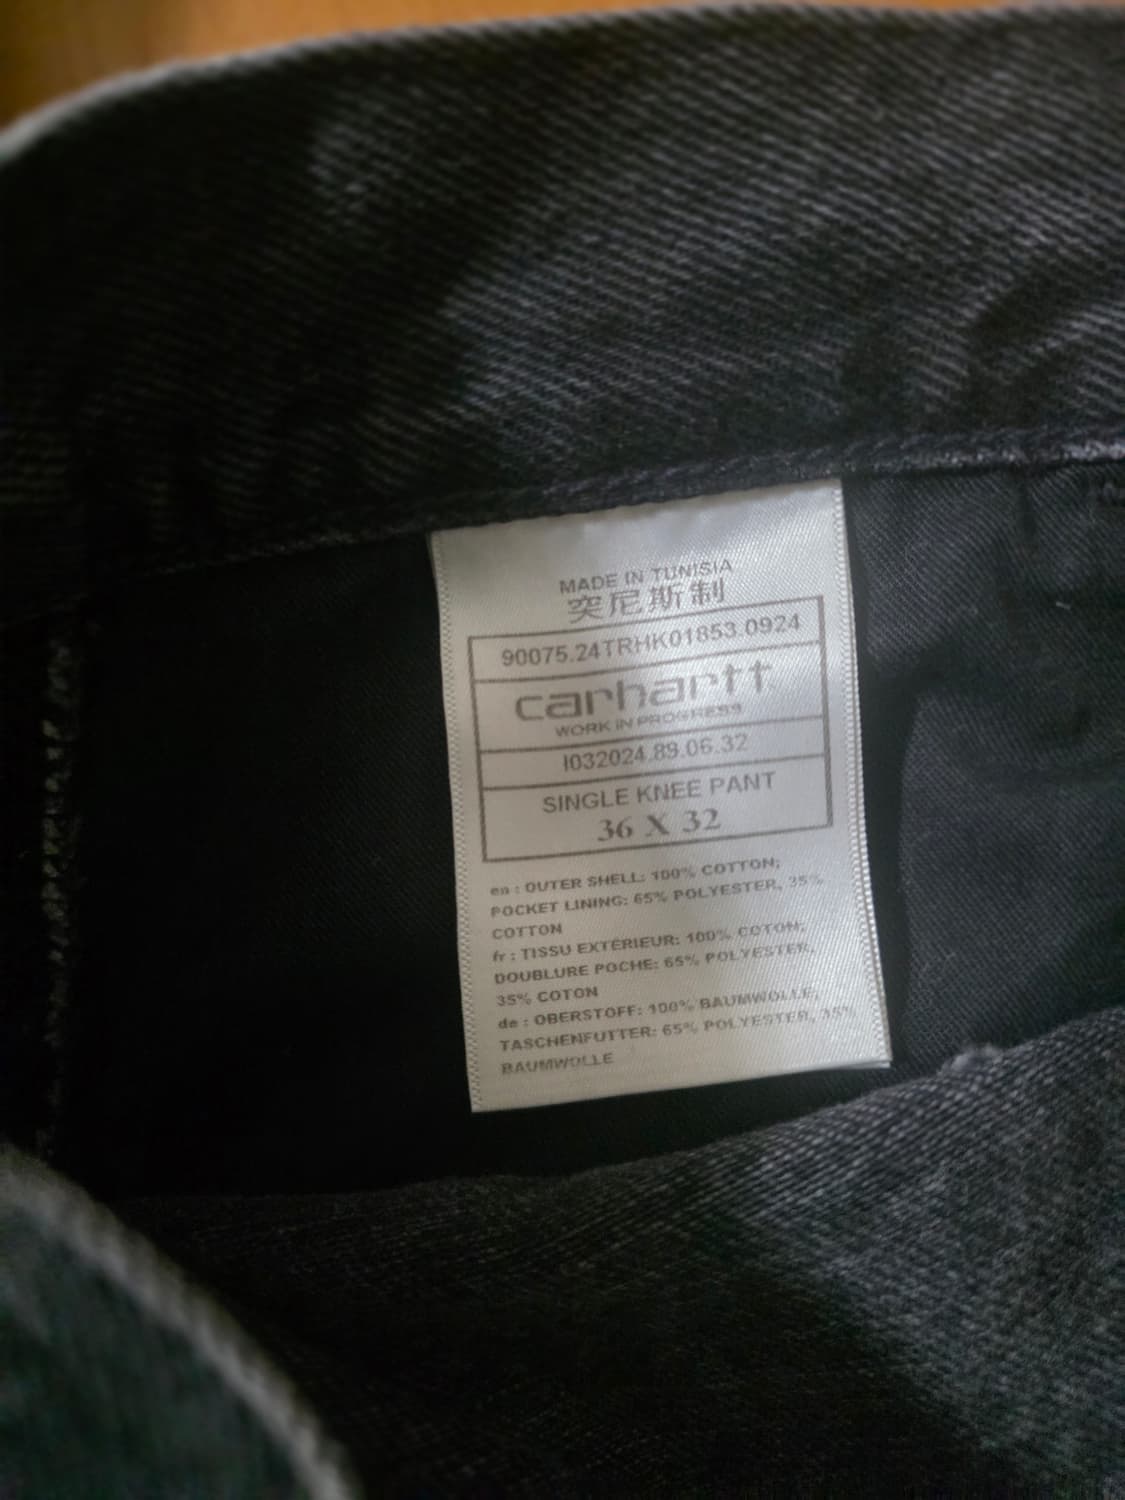 MADE IN TUNISIA
突尼斯制
90075.24TRHK01853.0924
carhartt
WORK IN PROGRESS
I032024.89.06.32
SINGLE KNEE PANT
36 X 32
en : OUTER SHELL: 100% COTTON;
POCKET LINING: 65% POLYESTER, 35%
COTTON
fr : TISSU EXTÉRIEUR: 100% COTON;
DOUBLURE POCHE: 65% POLYESTER,
35% COTON
de : OBERSTOFF: 100% BAUMWOLLE;
TASCHENFUTTER: 65% POLYESTER, 35%
BAUMWOLLE